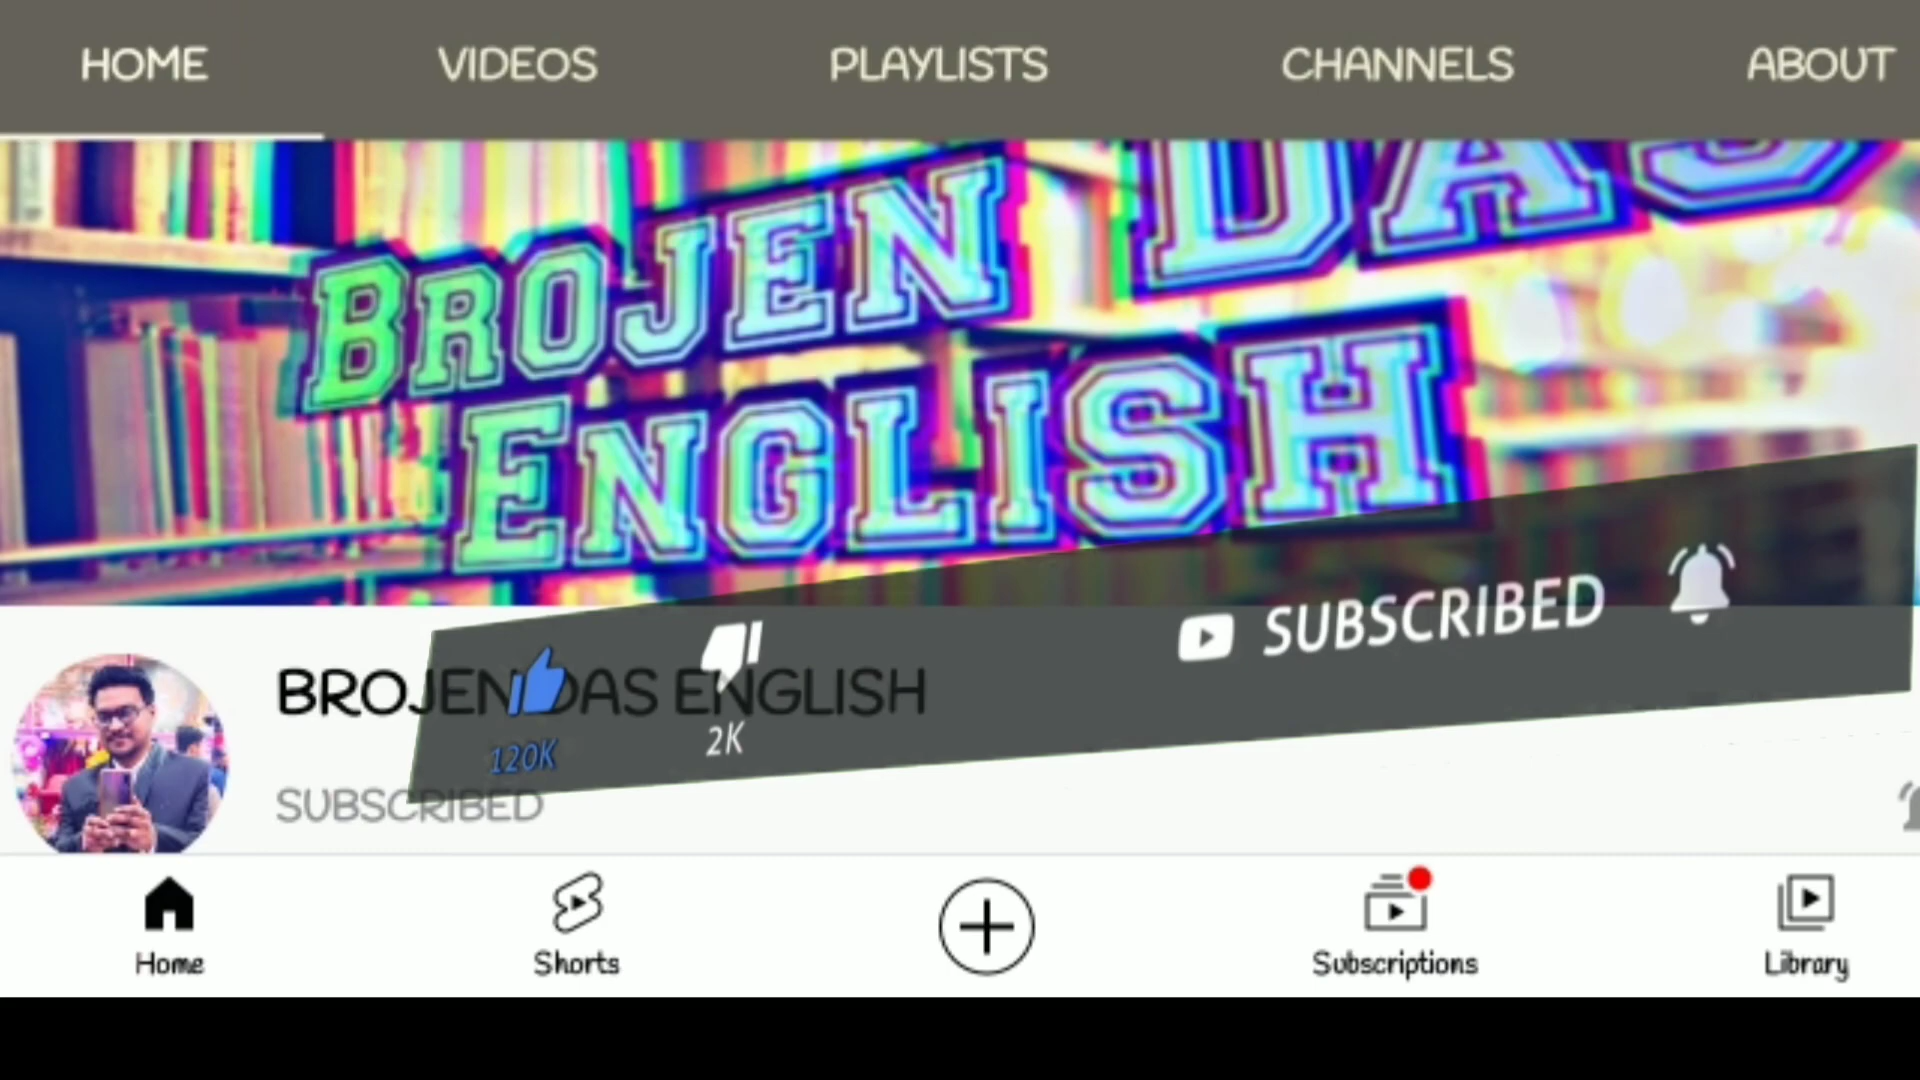 HOME VIDEOS PLAYLISTS CHANNELS ABOUT
BROJEN DAS
ENGLISH
SUBSCRIBED
BROJEN DAS ENGLISH
120K 2K
SUBSCRIBED
Home Shorts Subscriptions Library